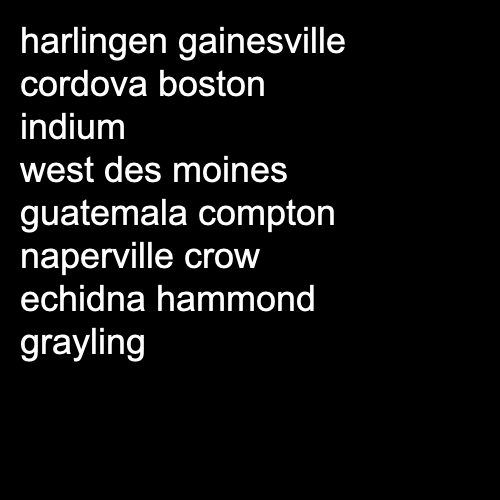 harlingen gainesville
cordova boston
indium
west des moines
guatemala compton
naperville crow
echidna hammond
grayling